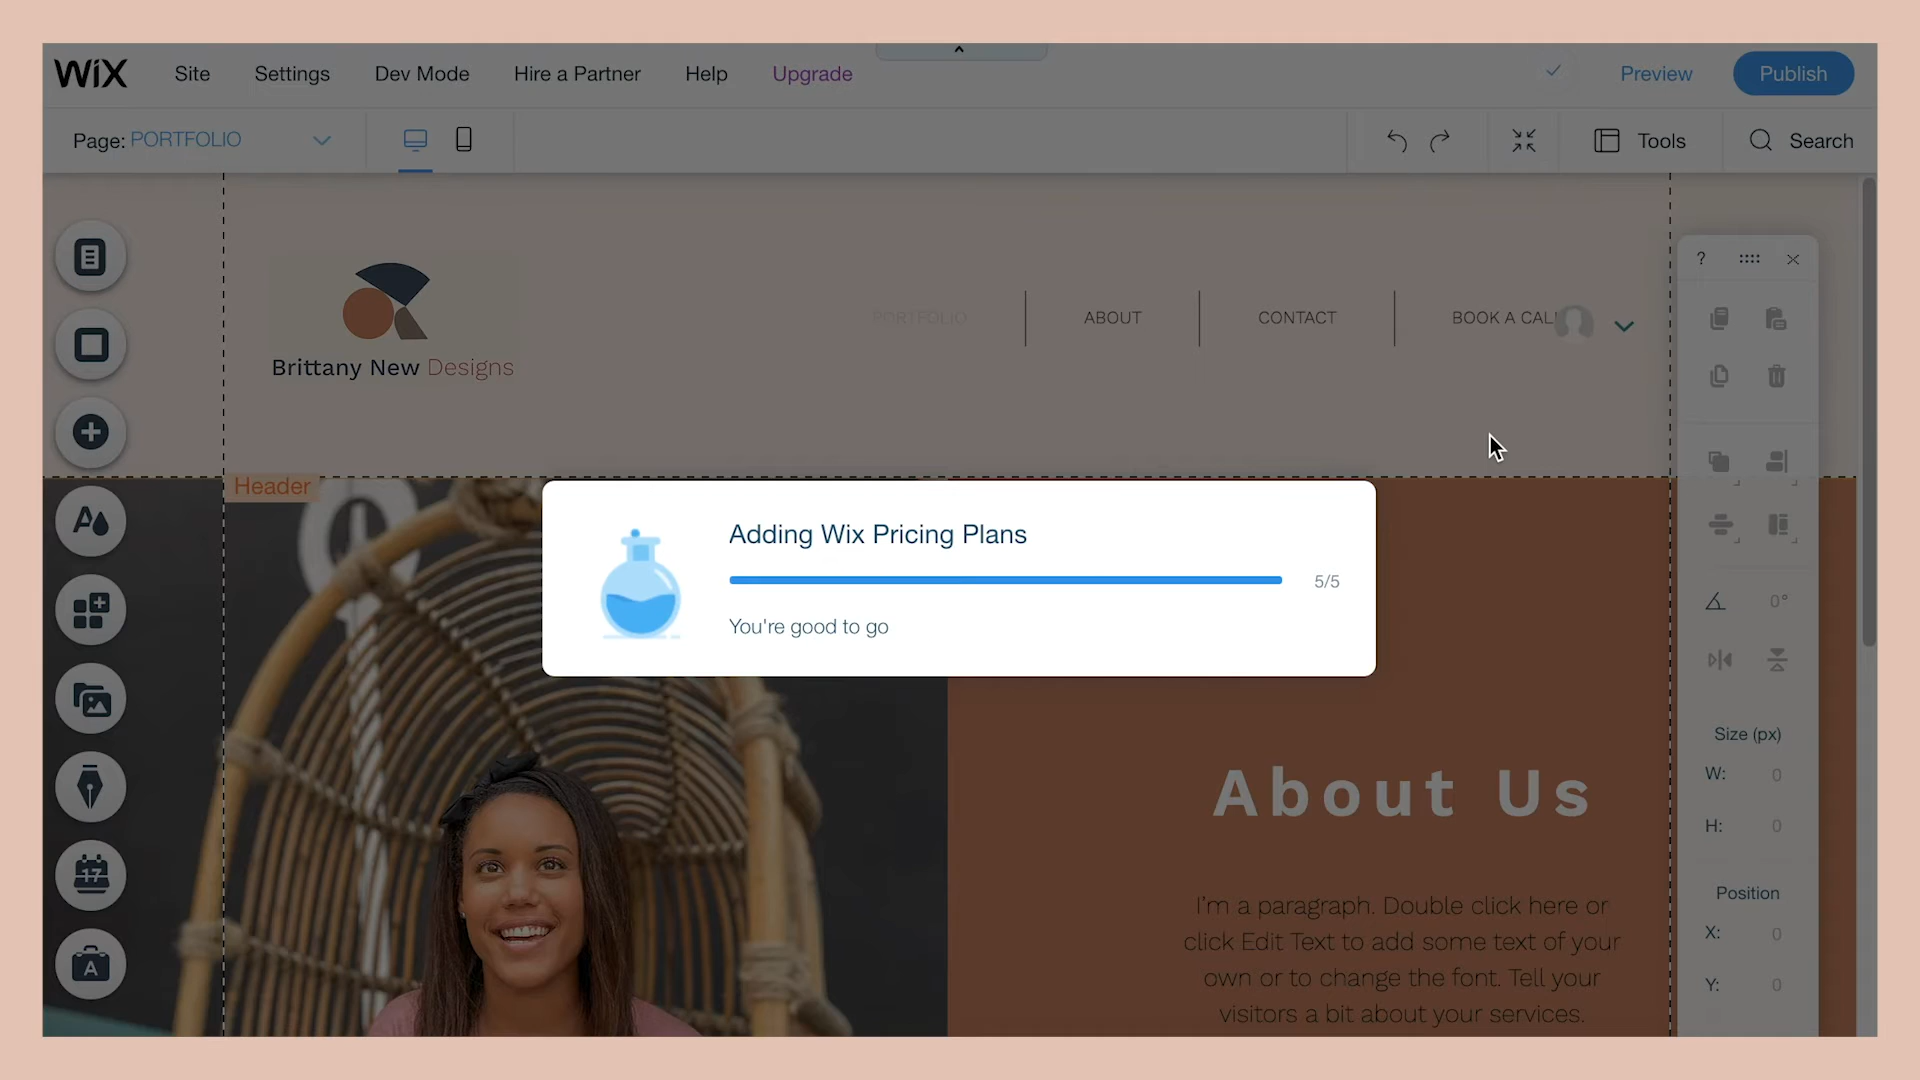 WiX
Site
Settings
Dev Mode
Hire a Partner
Help
Upgrade
Preview
Publish
Page: PORTFOLIO
Tools
Search
PORTFOLIO
ABOUT
CONTACT
BOOK A CAL
Brittany New Designs
Header
?
Adding Wix Pricing Plans
5/5
You're good to go
17
A
0°
Size (px)
W: 0
H: 0
Position
X: 0
Y: 0
About Us
I'm a paragraph. Double click here or
click Edit Text to add some text of your
own or to change the font. Tell your
visitors a bit about your services.